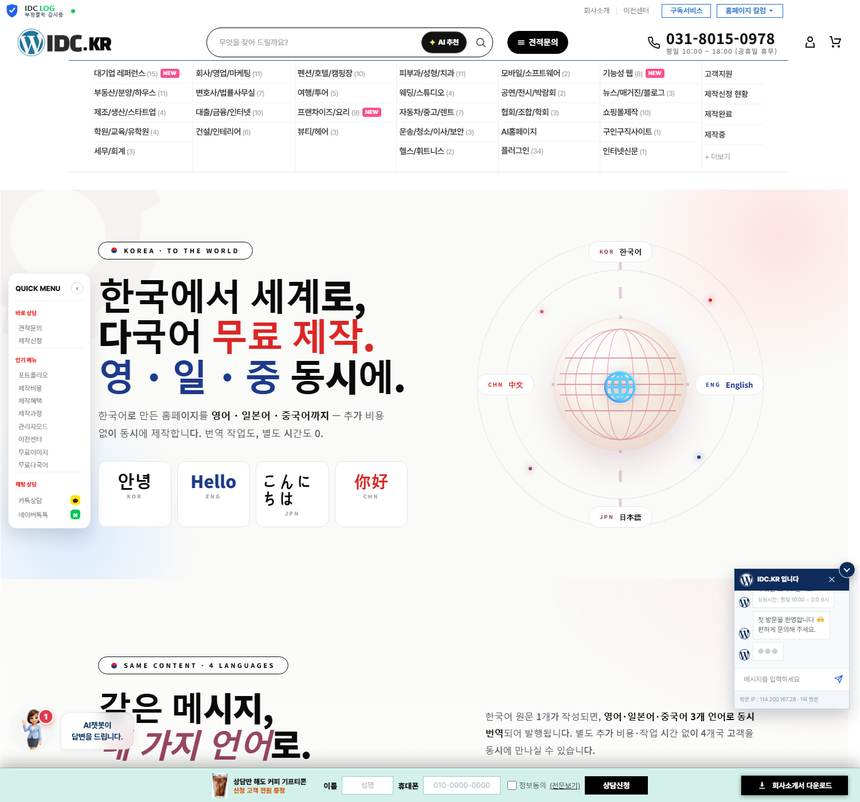 IDC LOG
부정클릭 감시중
회사소개
이전센터
구독서비스
홈페이지 칼럼
IDC.KR
무엇을 찾아 드릴까요?
AI 추천
견적문의
031-8015-0978
평일 10:00 ~ 18:00 (공휴일 휴무)
대기업 레퍼런스 (15) NEW
회사/영업/마케팅 (11)
펜션/호텔/캠핑장 (10)
피부과/성형/치과 (11)
모바일/소프트웨어 (2)
기능성 웹 (8) NEW
고객지원
부동산/분양/하우스 (11)
변호사/법률사무실 (7)
여행/투어 (5)
웨딩/스튜디오 (4)
공연/전시/박람회 (2)
뉴스/매거진/블로그 (3)
제작신청 현황
제조/생산/스타트업 (4)
대출/금융/인터넷 (10)
프랜차이즈/요리 (9) NEW
자동차/중고/렌트 (7)
협회/조합/학회 (3)
쇼핑몰제작 (10)
제작완료
학원/교육/유학원 (4)
건설/인테리어 (6)
뷰티/헤어 (3)
운송/청소/이사/보안 (3)
AI홈페이지
구인구직사이트 (1)
제작중
세무/회계 (3)
헬스/휘트니스 (2)
플러그인 (34)
인터넷신문 (1)
+ 더보기
KOREA · TO THE WORLD
한국에서 세계로,
다국어 무료 제작.
영 · 일 · 중 동시에.
한국어로 만든 홈페이지를 영어 · 일본어 · 중국어까지 — 추가 비용
없이 동시에 제작합니다. 번역 작업도, 별도 시간도 0.
안녕
KOR
Hello
ENG
こんに
ちは
JPN
你好
CHN
KOR 한국어
CHN 中文
ENG English
JPN 日本語
QUICK MENU
바로 상담
견적문의
제작신청
인기 메뉴
포트폴리오
제작비용
제작혜택
제작과정
관리자모드
이전센터
무료이미지
무료다국어
채팅 상담
카톡상담
네이버톡톡
SAME CONTENT · 4 LANGUAGES
같은 메시지,
네 가지 언어로.
한국어 원문 1개가 작성되면, 영어·일본어·중국어 3개 언어로 동시
번역되어 발행됩니다. 별도 추가 비용·작업 시간 없이 4개국 고객을
동시에 만나실 수 있습니다.
IDC.KR 입니다
첫 방문을 환영합니다
편하게 문의해 주세요.
메시지를 입력하세요
방문 IP : 114.200.167.28 · 1회 방문
1
AI챗봇이
답변을 드립니다.
상담만 해도 커피 기프티콘
신청 고객 전원 증정
이름
성명
휴대폰
010-0000-0000
정보동의 (전문보기)
상담신청
회사소개서 다운로드